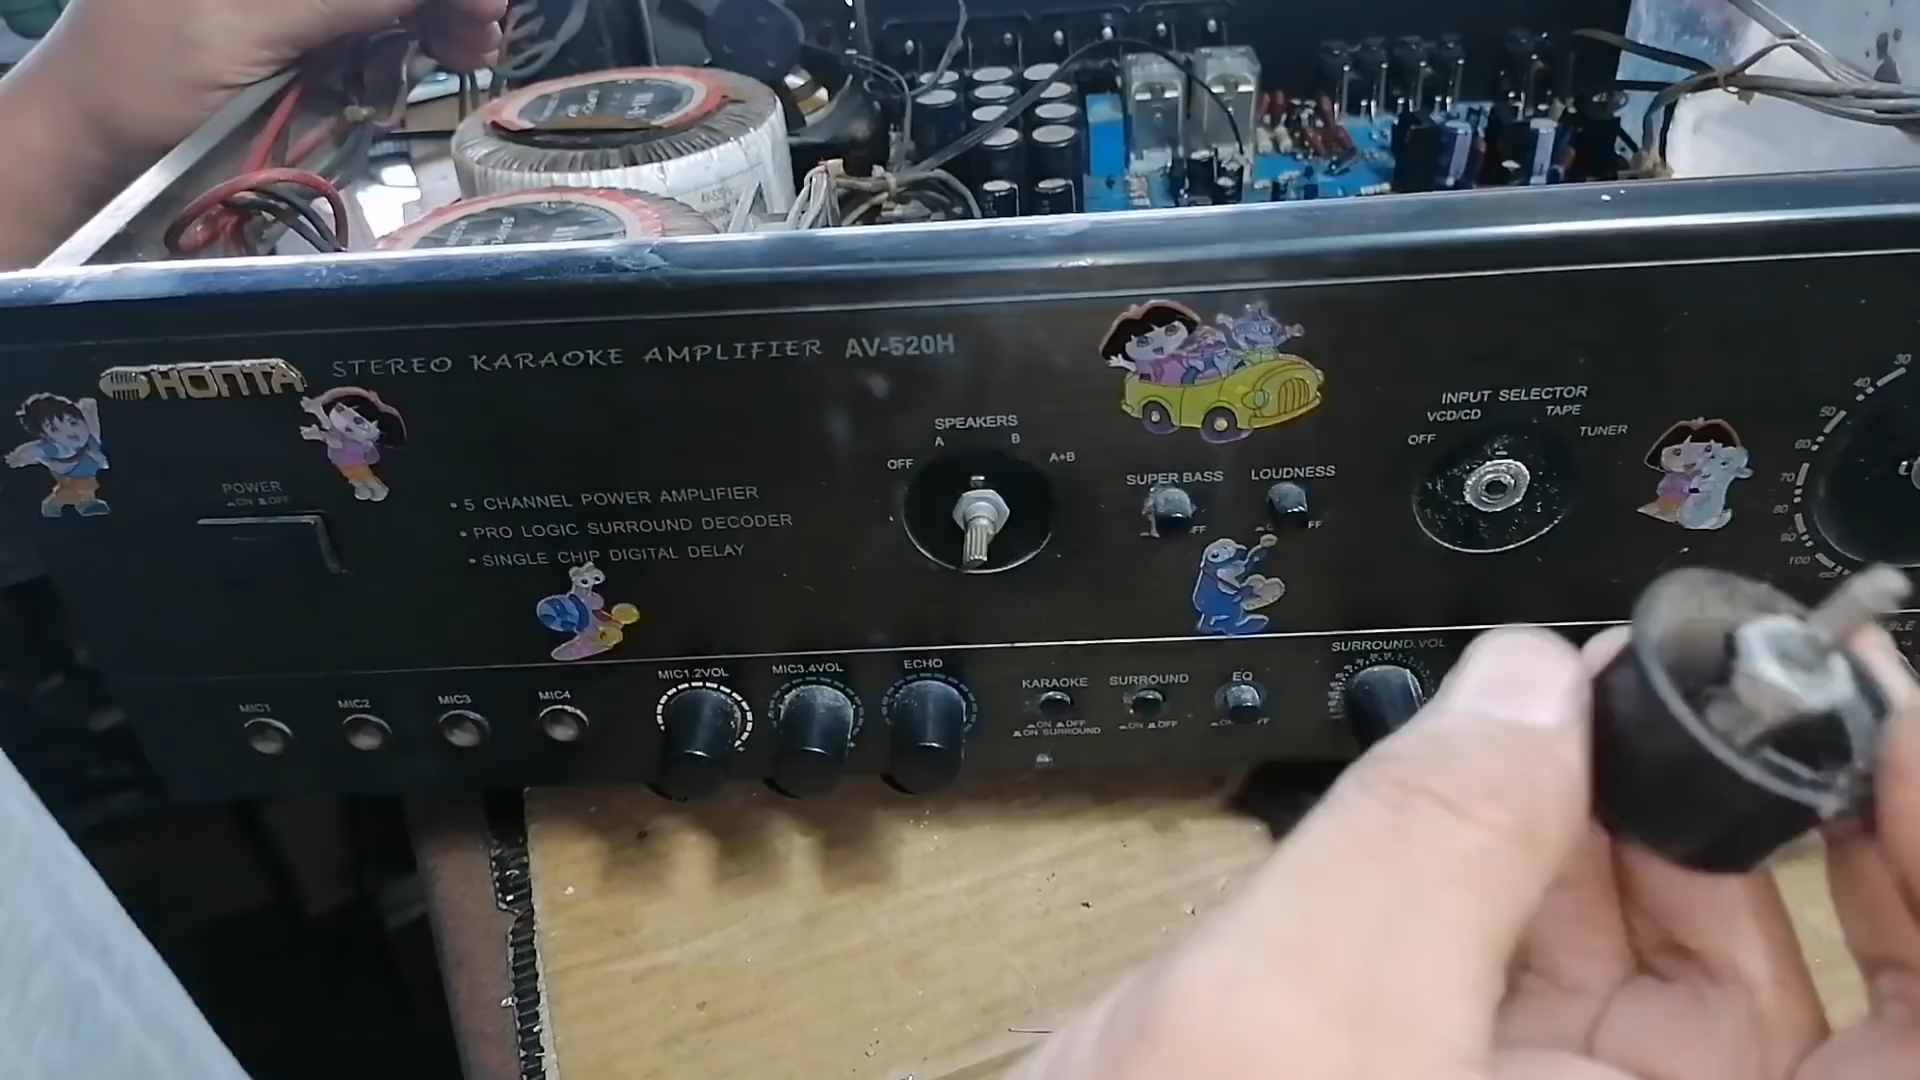 HONTA
STEREO KARAOKE AMPLIFIER AV-520H
POWER
ON OFF
• 5 CHANNEL POWER AMPLIFIER
• PRO LOGIC SURROUND DECODER
• SINGLE CHIP DIGITAL DELAY
SPEAKERS
OFF A B A+B
SUPER BASS
LOUDNESS
INPUT SELECTOR
OFF VCD/CD TAPE TUNER
30
40
50
60
70
80
90
100
MIC1
MIC2
MIC3
MIC4
MIC1.2VOL
MIC3.4VOL
ECHO
KARAOKE
ON OFF
ON SURROUND
SURROUND
ON OFF
EQ
SURROUND.VOL